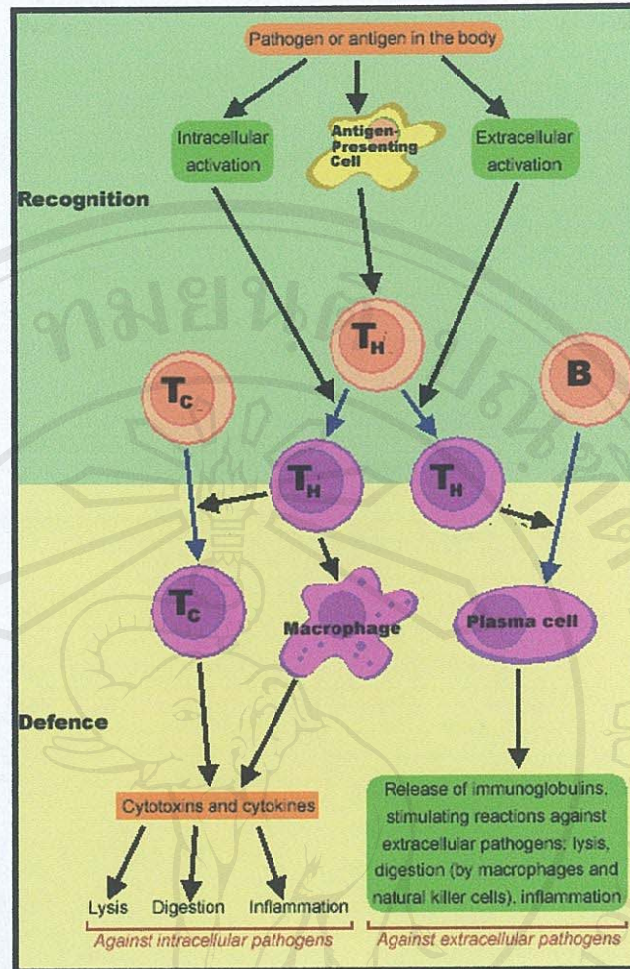 Pathogen or antigen in the body
Intracellular
activation
Antigen-
Presenting
Cell
Extracellular
activation
Recognition
TH
TC
B
TH
TH
TC
Macrophage
Plasma cell
Defence
Cytotoxins and cytokines
Release of immunoglobulins,
stimulating reactions against
extracellular pathogens: lysis,
digestion (by macrophages and
natural killer cells), inflammation
Lysis
Digestion
Inflammation
Against intracellular pathogens
Against extracellular pathogens